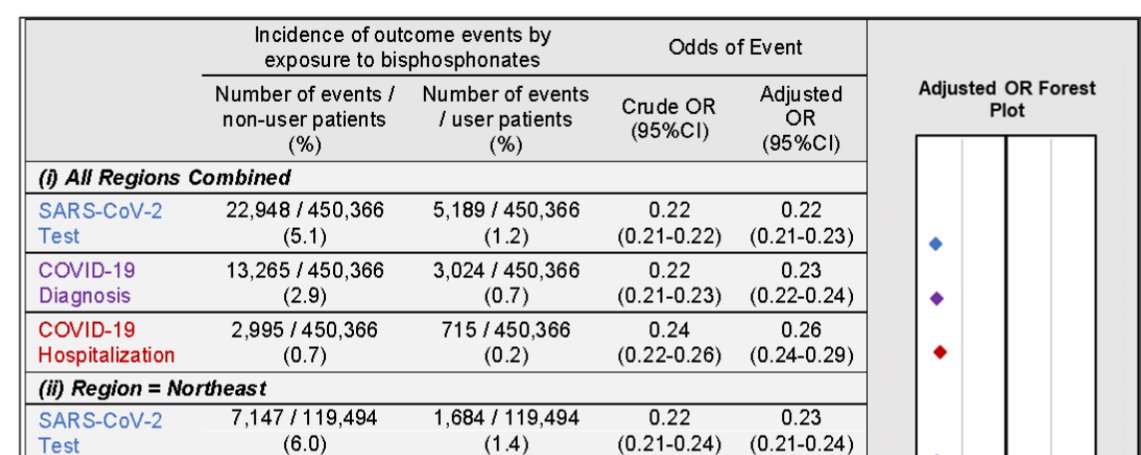 Incidence of outcome events by
exposure to bisphosphonates
Odds of Event
Number of events /
non-user patients
(%)
Number of events
/ user patients
(%)
Crude OR
(95%CI)
Adjusted
OR
(95%CI)
Adjusted OR Forest
Plot
(i) All Regions Combined
SARS-CoV-2
Test
22,948 / 450,366
(5.1)
5,189 / 450,366
(1.2)
0.22
(0.21-0.22)
0.22
(0.21-0.23)
COVID-19
Diagnosis
13,265 / 450,366
(2.9)
3,024 / 450,366
(0.7)
0.22
(0.21-0.23)
0.23
(0.22-0.24)
COVID-19
Hospitalization
2,995 / 450,366
(0.7)
715 / 450,366
(0.2)
0.24
(0.22-0.26)
0.26
(0.24-0.29)
(ii) Region = Northeast
SARS-CoV-2
Test
7,147 / 119,494
(6.0)
1,684 / 119,494
(1.4)
0.22
(0.21-0.24)
0.23
(0.21-0.24)